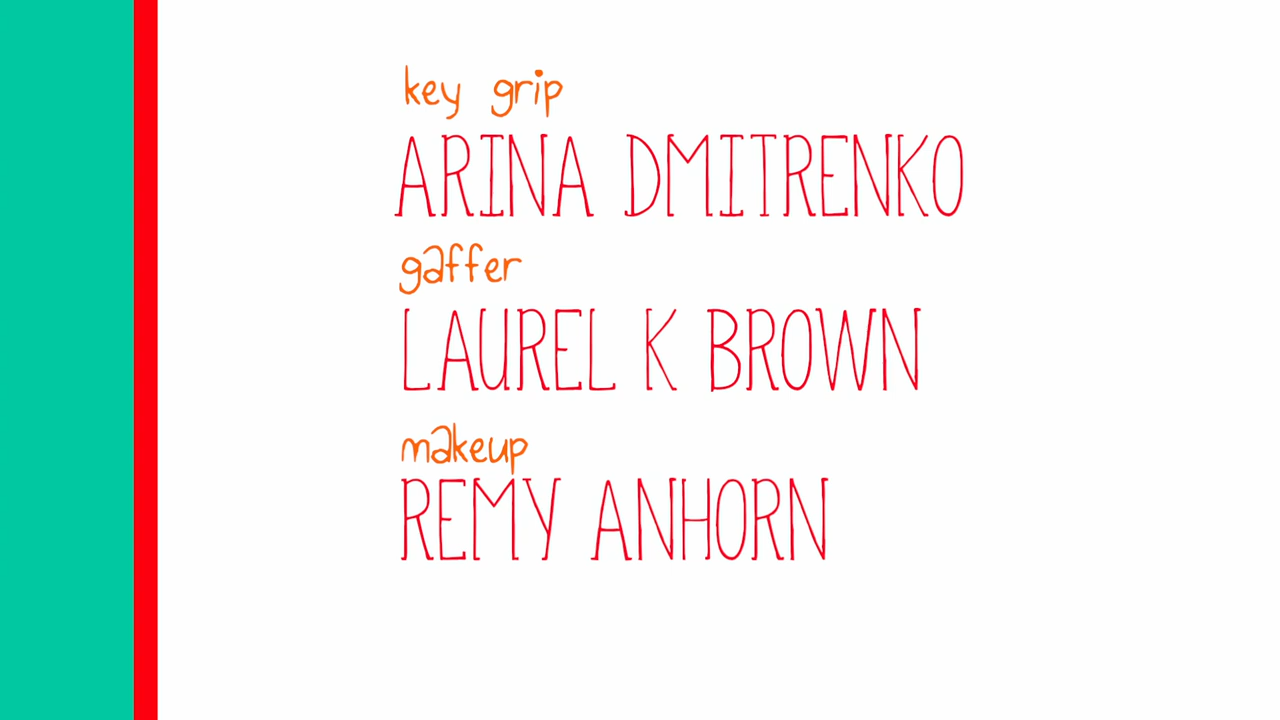 key grip
ARINA DMITRENKO
gaffer
LAUREL K BROWN
makeup
REMY ANHORN